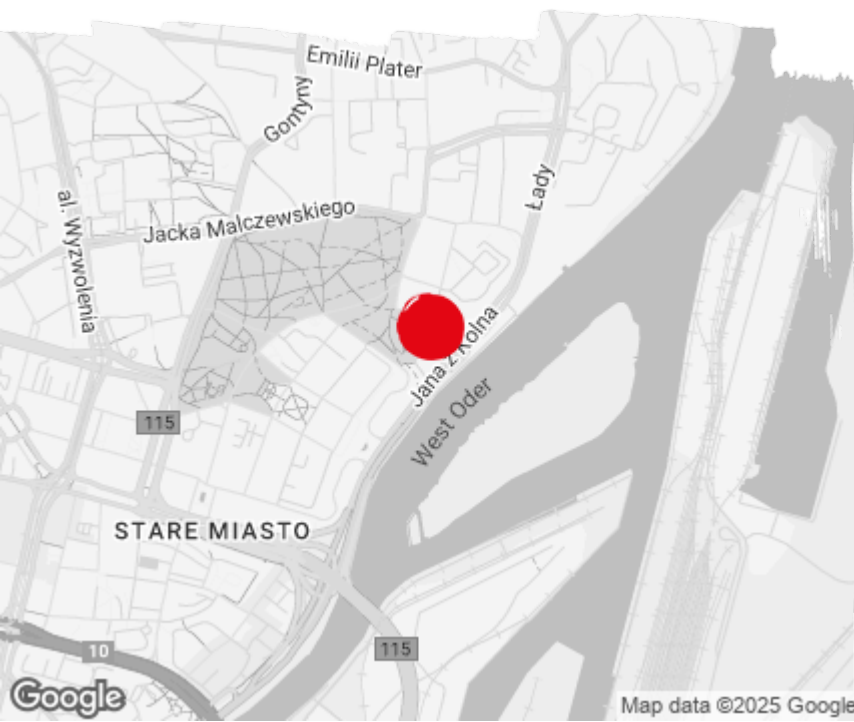 Emilii Plater
Gontyny
Łady
al. Wyzwolenia
Jacka Malczewskiego
Jana z Kolna
West Oder
115
STARE MIASTO
115
10
Google
Map data ©2025 Google